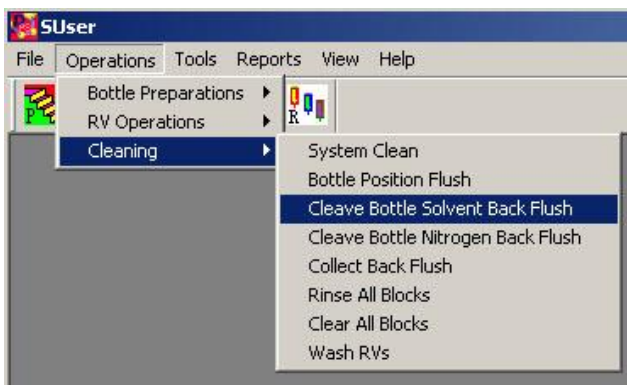 SUser
File Operations Tools Reports View Help
Bottle Preparations
RV Operations
Cleaning
P
R
System Clean
Bottle Position Flush
Cleave Bottle Solvent Back Flush
Cleave Bottle Nitrogen Back Flush
Collect Back Flush
Rinse All Blocks
Clear All Blocks
Wash RVs